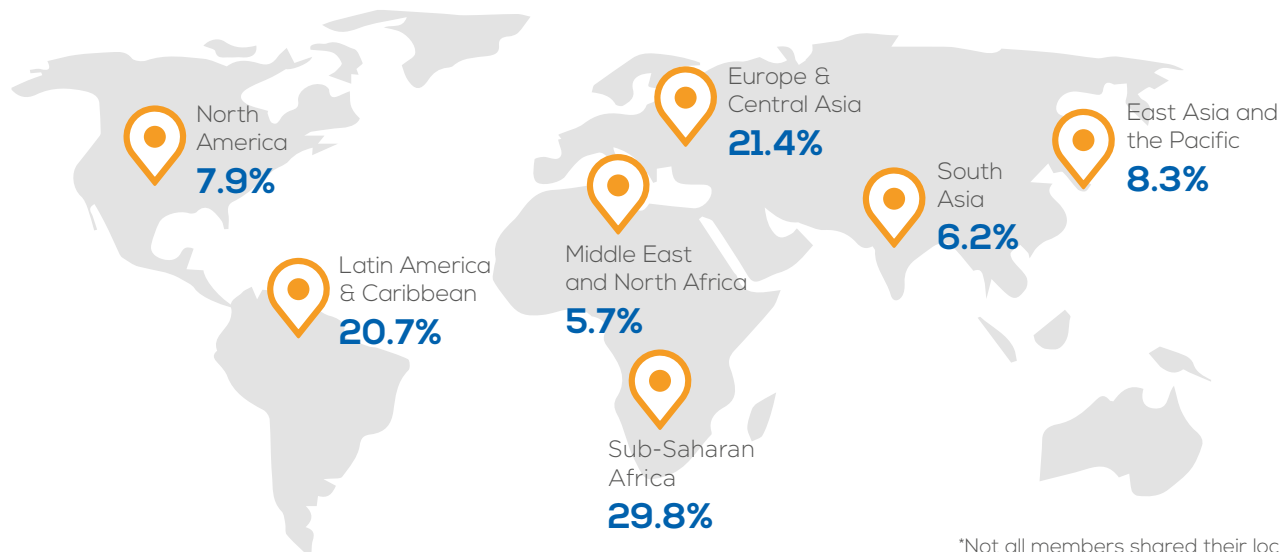 North
America
7.9%
Latin America
& Caribbean
20.7%
Europe &
Central Asia
21.4%
Middle East
and North Africa
5.7%
Sub-Saharan
Africa
29.8%
South
Asia
6.2%
East Asia and
the Pacific
8.3%
*Not all members shared their